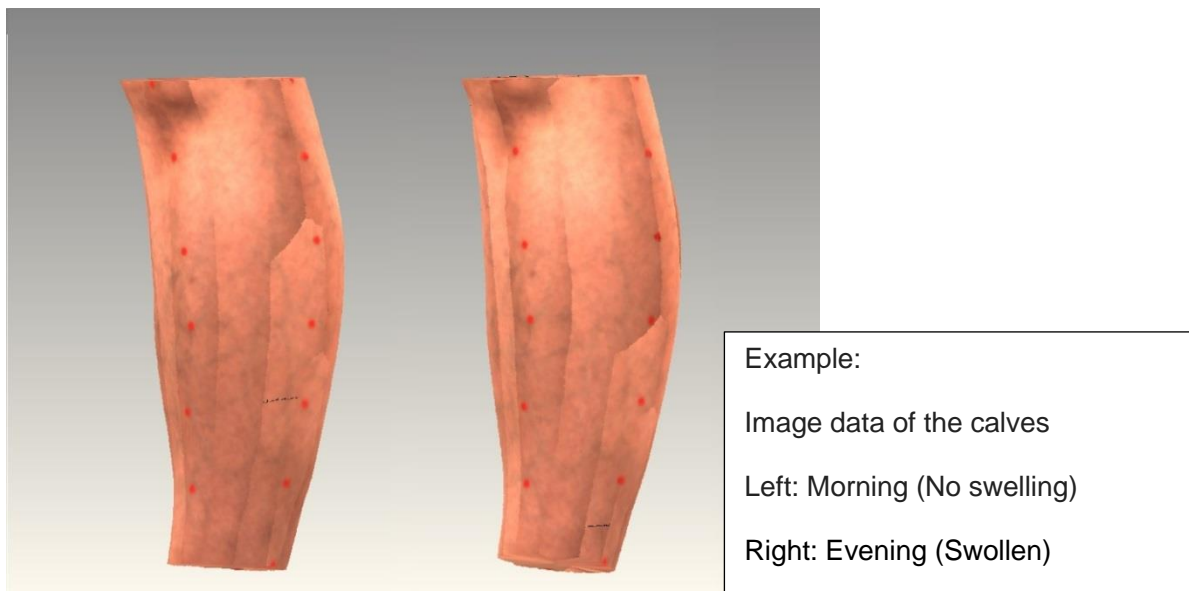 Example:
Image data of the calves
Left: Morning (No swelling)
Right: Evening (Swollen)